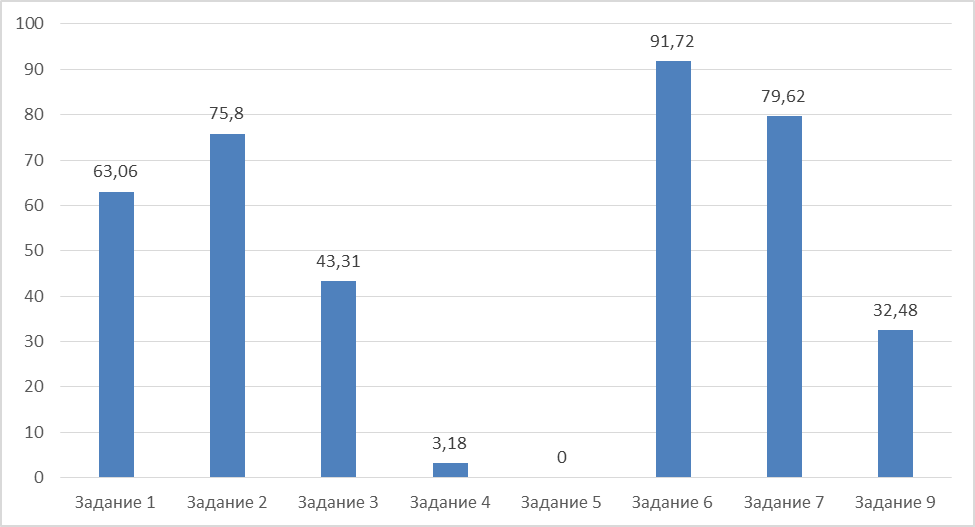 100
90
80
70
60
50
40
30
20
10
0
63,06
75,8
43,31
3,18
0
91,72
79,62
32,48
Задание 1
Задание 2
Задание 3
Задание 4
Задание 5
Задание 6
Задание 7
Задание 9